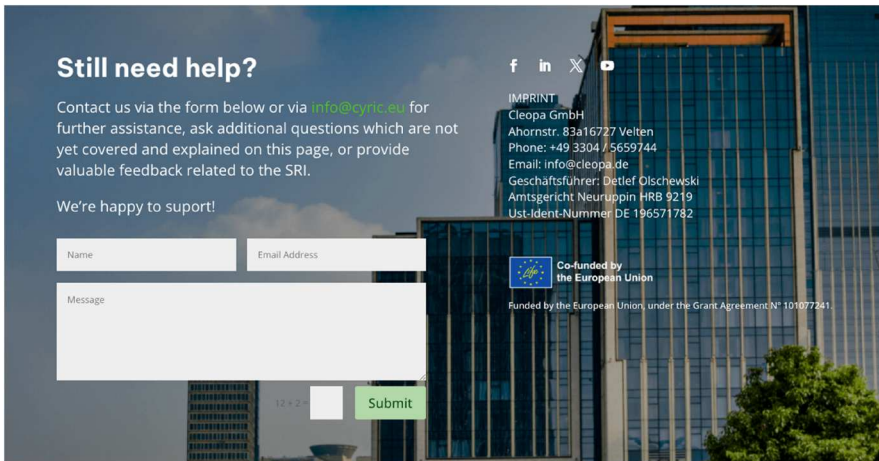 Still need help?
Contact us via the form below or via info@cyric.eu for
further assistance, ask additional questions which are not
yet covered and explained on this page, or provide
valuable feedback related to the SRI.
We're happy to suport!
Name
Email Address
Message
12 + 2 =
Submit
f in X
IMPRINT
Cleopa GmbH
Ahornstr. 83a16727 Velten
Phone: +49 3304 / 5659744
Email: info@cleopa.de
Geschäftsführer: Detlef Olschewski
Amtsgericht Neuruppin HRB 9219
Ust-Ident-Nummer DE 196571782
Life
Co-funded by
the European Union
Funded by the European Union, under the Grant Agreement N° 101077241.